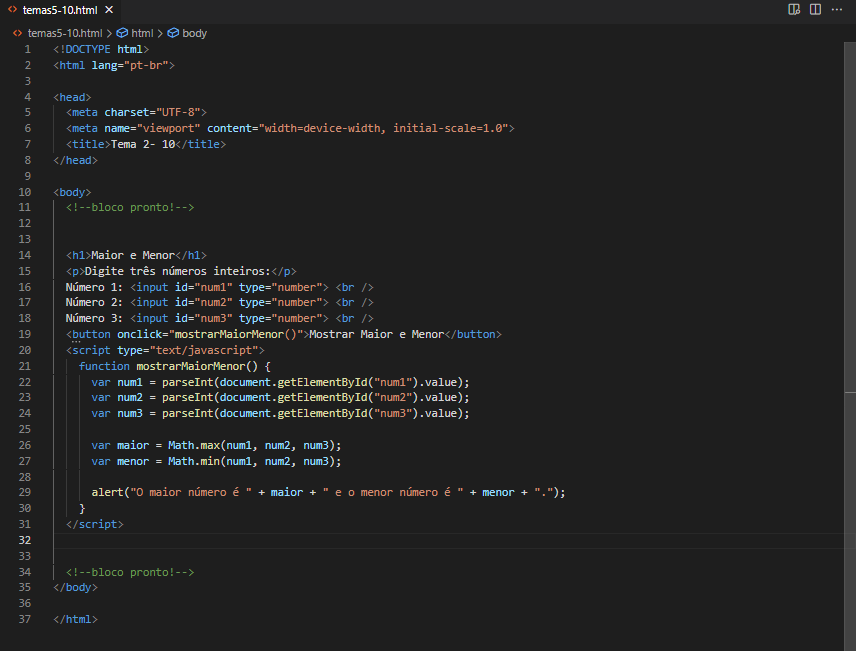 temas5-10.html
temas5-10.html > html > body
1 <!DOCTYPE html>
2 <html lang="pt-br">
3
4 <head>
5 <meta charset="UTF-8">
6 <meta name="viewport" content="width=device-width, initial-scale=1.0">
7 <title>Tema 2- 10</title>
8 </head>
9
10 <body>
11 <!--bloco pronto!-->
12
13
14 <h1>Maior e Menor</h1>
15 <p>Digite três números inteiros:</p>
16 Número 1: <input id="num1" type="number"> <br />
17 Número 2: <input id="num2" type="number"> <br />
18 Número 3: <input id="num3" type="number"> <br />
19 <button onclick="mostrarMaiorMenor()">Mostrar Maior e Menor</button>
20 <script type="text/javascript">
21 function mostrarMaiorMenor() {
22 var num1 = parseInt(document.getElementById("num1").value);
23 var num2 = parseInt(document.getElementById("num2").value);
24 var num3 = parseInt(document.getElementById("num3").value);
25
26 var maior = Math.max(num1, num2, num3);
27 var menor = Math.min(num1, num2, num3);
28
29 alert("O maior número é " + maior + " e o menor número é " + menor + ".");
30 }
31 </script>
32
33
34 <!--bloco pronto!-->
35 </body>
36
37 </html>